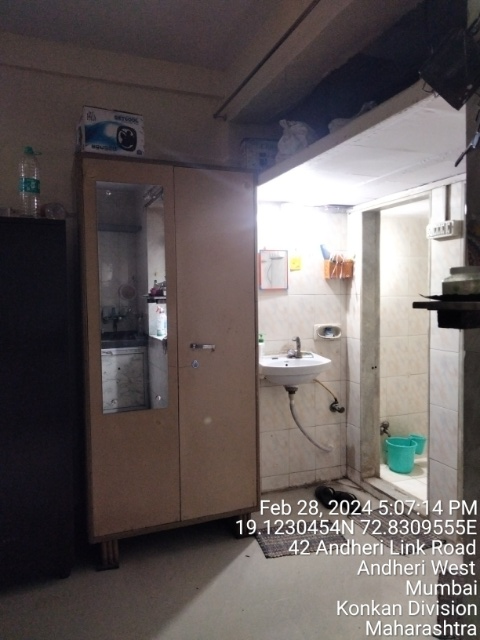 Feb 28, 2024 5:07:14 PM
19.1230454N 72.8309555E
42 Andheri Link Road
Andheri West
Mumbai
Konkan Division
Maharashtra